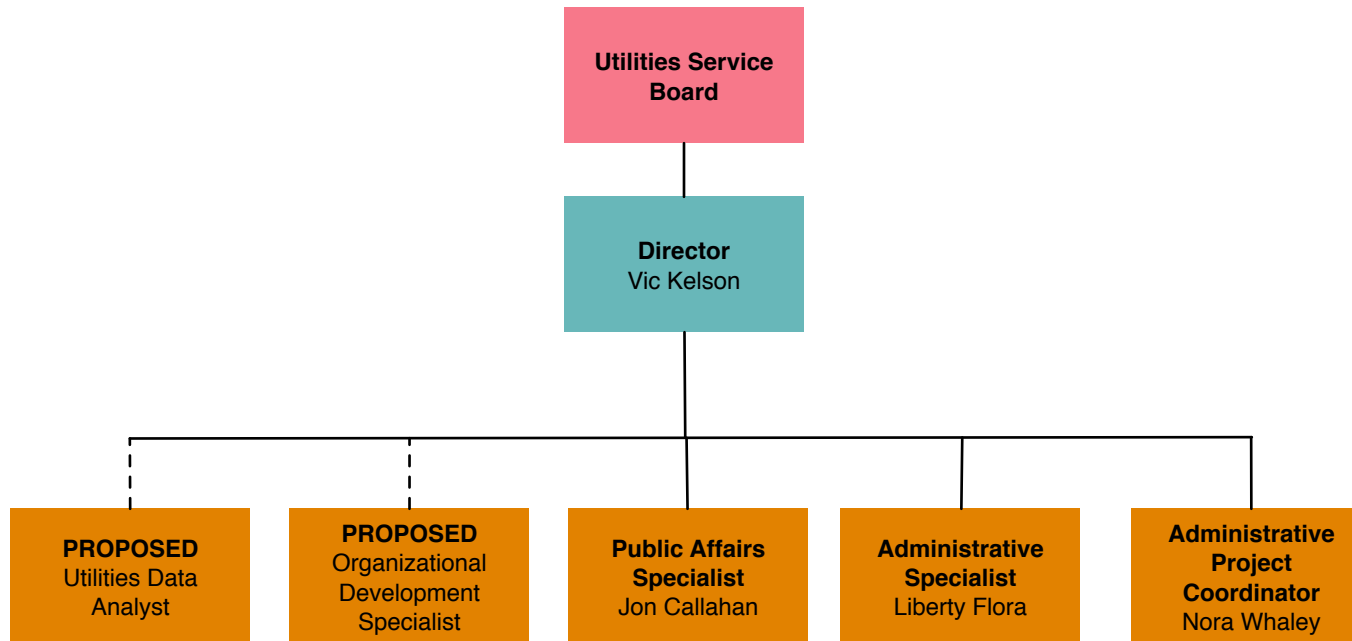 Utilities Service
Board
Director
Vic Kelson
PROPOSED
Utilities Data
Analyst
PROPOSED
Organizational
Development
Specialist
Public Affairs
Specialist
Jon Callahan
Administrative
Specialist
Liberty Flora
Administrative
Project
Coordinator
Nora Whaley